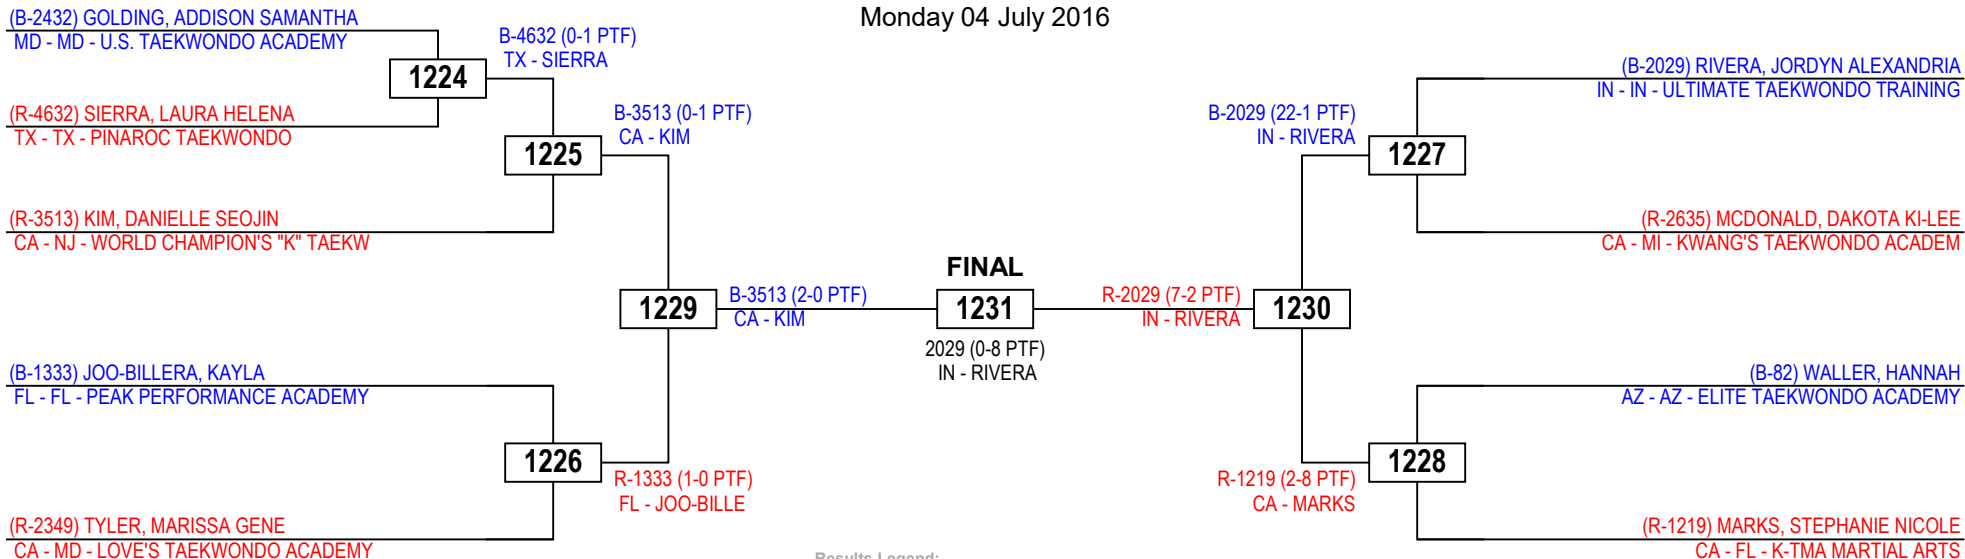 Monday 04 July 2016
(B-2432) GOLDING, ADDISON SAMANTHA
MD - MD - U.S. TAEKWONDO ACADEMY
1224
B-4632 (0-1 PTF)
TX - SIERRA
(R-4632) SIERRA, LAURA HELENA
TX - TX - PINAROC TAEKWONDO
1225
B-3513 (0-1 PTF)
CA - KIM
(R-3513) KIM, DANIELLE SEOJIN
CA - NJ - WORLD CHAMPION'S "K" TAEKW
1229
B-3513 (2-0 PTF)
CA - KIM
(B-1333) JOO-BILLERA, KAYLA
FL - FL - PEAK PERFORMANCE ACADEMY
1226
R-1333 (1-0 PTF)
FL - JOO-BILLE
(R-2349) TYLER, MARISSA GENE
CA - MD - LOVE'S TAEKWONDO ACADEMY
FINAL
1231
2029 (0-8 PTF)
IN - RIVERA
(B-2029) RIVERA, JORDYN ALEXANDRIA
IN - IN - ULTIMATE TAEKWONDO TRAINING
B-2029 (22-1 PTF)
IN - RIVERA
1227
(R-2635) MCDONALD, DAKOTA KI-LEE
CA - MI - KWANG'S TAEKWONDO ACADEM
R-2029 (7-2 PTF)
IN - RIVERA
1230
(B-82) WALLER, HANNAH
AZ - AZ - ELITE TAEKWONDO ACADEMY
1228
R-1219 (2-8 PTF)
CA - MARKS
(R-1219) MARKS, STEPHANIE NICOLE
CA - FL - K-TMA MARTIAL ARTS
Results Legend: